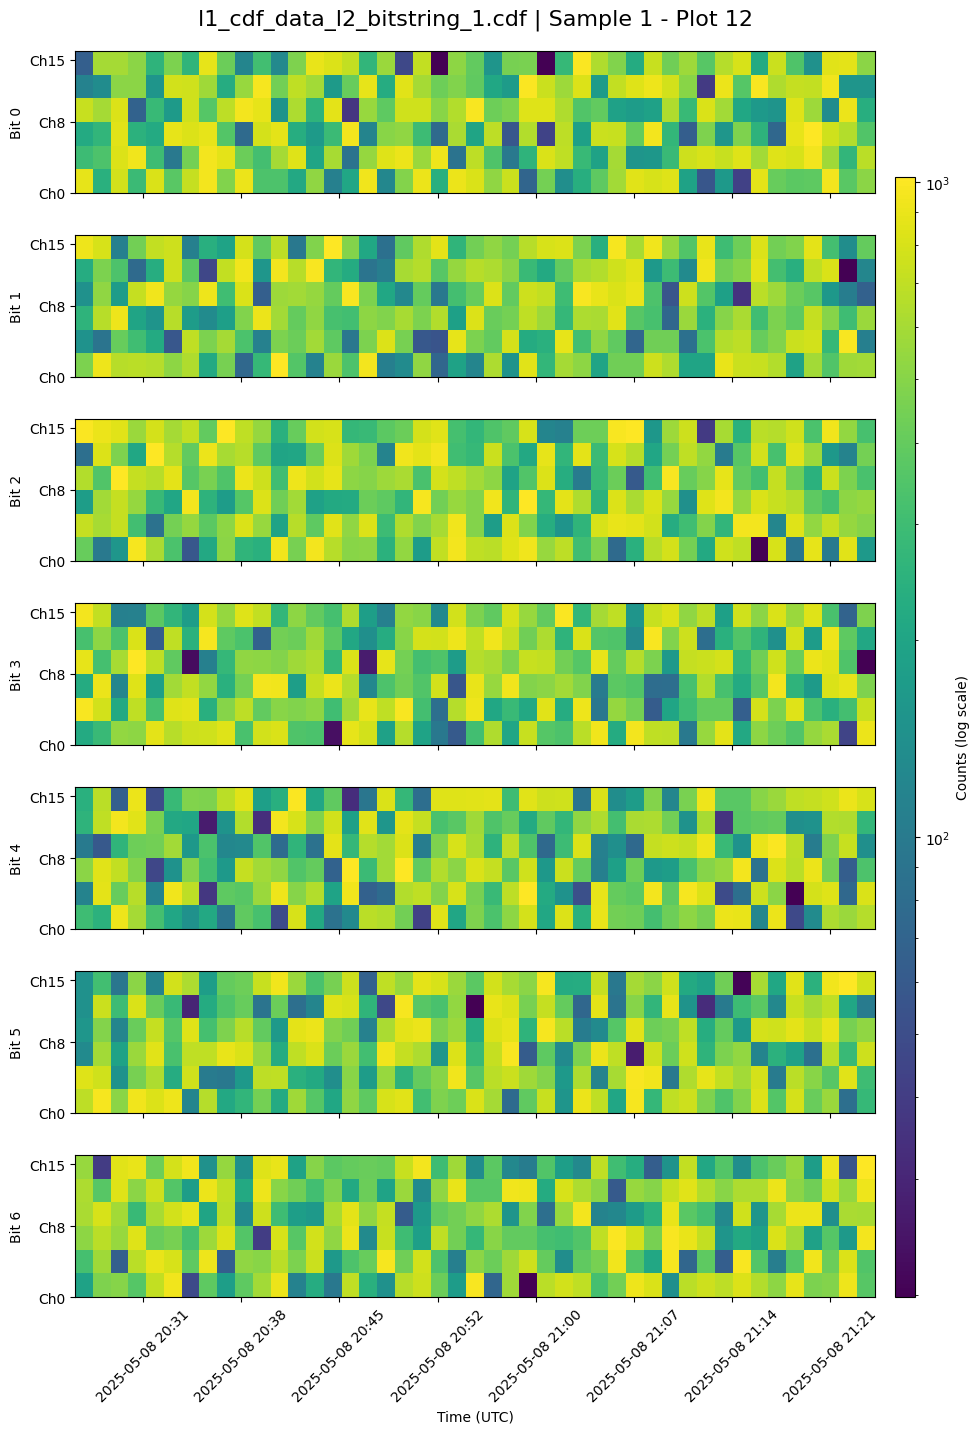 l1_cdf_data_l2_bitstring_1.cdf | Sample 1 - Plot 12
Ch15
Ch8
Ch0
Bit 0
Ch15
Ch8
Ch0
Bit 1
Ch15
Ch8
Ch0
Bit 2
Ch15
Ch8
Ch0
Bit 3
Ch15
Ch8
Ch0
Bit 4
Ch15
Ch8
Ch0
Bit 5
Ch15
Ch8
Ch0
Bit 6
2025-05-08 20:31
2025-05-08 20:38
2025-05-08 20:45
2025-05-08 20:52
2025-05-08 21:00
2025-05-08 21:07
2025-05-08 21:14
2025-05-08 21:21
Time (UTC)
10³
10²
Counts (log scale)